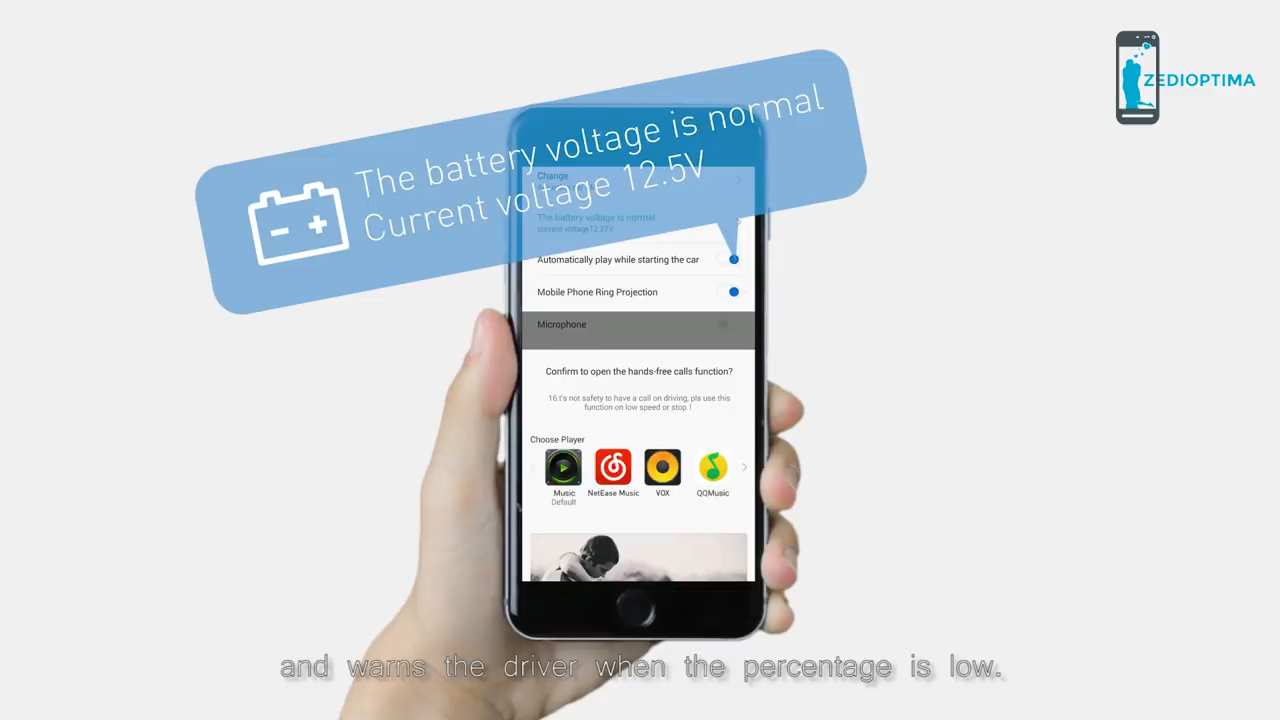 ZEDIOPTIMA
The battery voltage is normal
Current voltage 12.5V
Change
The battery voltage is normal
current voltage12.37V
Automatically play while starting the car
Mobile Phone Ring Projection
Microphone
Confirm to open the hands-free calls function?
16.t's not safety to have a call on driving, pls use this
function on low speed or stop !
Choose Player
Music
NetEase Music
VOX
QQMusic
Default
and warns the driver when the percentage is low.